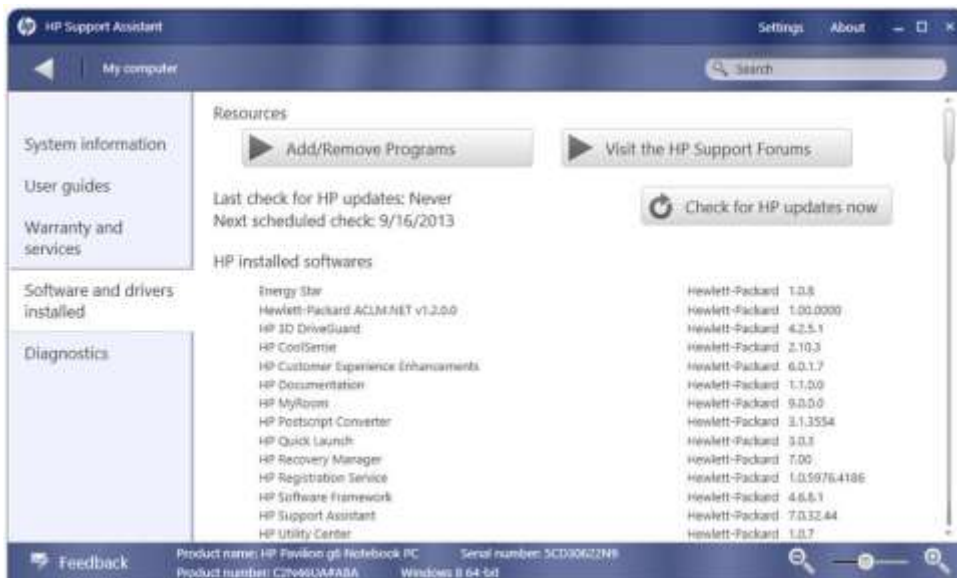 HP Support Assistant
Settings About
My computer
Search
System information
User guides
Warranty and
services
Software and drivers
installed
Diagnostics
Resources
Add/Remove Programs
Visit the HP Support Forums
Last check for HP updates: Never
Next scheduled check: 9/16/2013
Check for HP updates now
HP installed softwares
Energy Star Hewlett-Packard 1.0.8
Hewlett-Packard ACLM.NET v1.2.0.0 Hewlett-Packard 1.00.0000
HP 3D DriveGuard Hewlett-Packard 4.2.5.1
HP CoolSense Hewlett-Packard 2.10.3
HP Customer Experience Enhancements Hewlett-Packard 6.0.1.7
HP Documentation Hewlett-Packard 1.1.0.0
HP MyRoom Hewlett-Packard 9.0.0.0
HP Postscript Converter Hewlett-Packard 3.1.3554
HP Quick Launch Hewlett-Packard
HP Recovery Manager Hewlett-Packard 7.00
HP Registration Service Hewlett-Packard 1.0.5976.4186
HP Software Framework Hewlett-Packard
HP Support Assistant Hewlett-Packard 7.0.32.44
HP Utility Center Hewlett-Packard 1.0.7
Feedback
Product name: HP Pavilion g6 Notebook PC Serial number:
Product number: C2N46UA#ABA Windows 8 64-bit